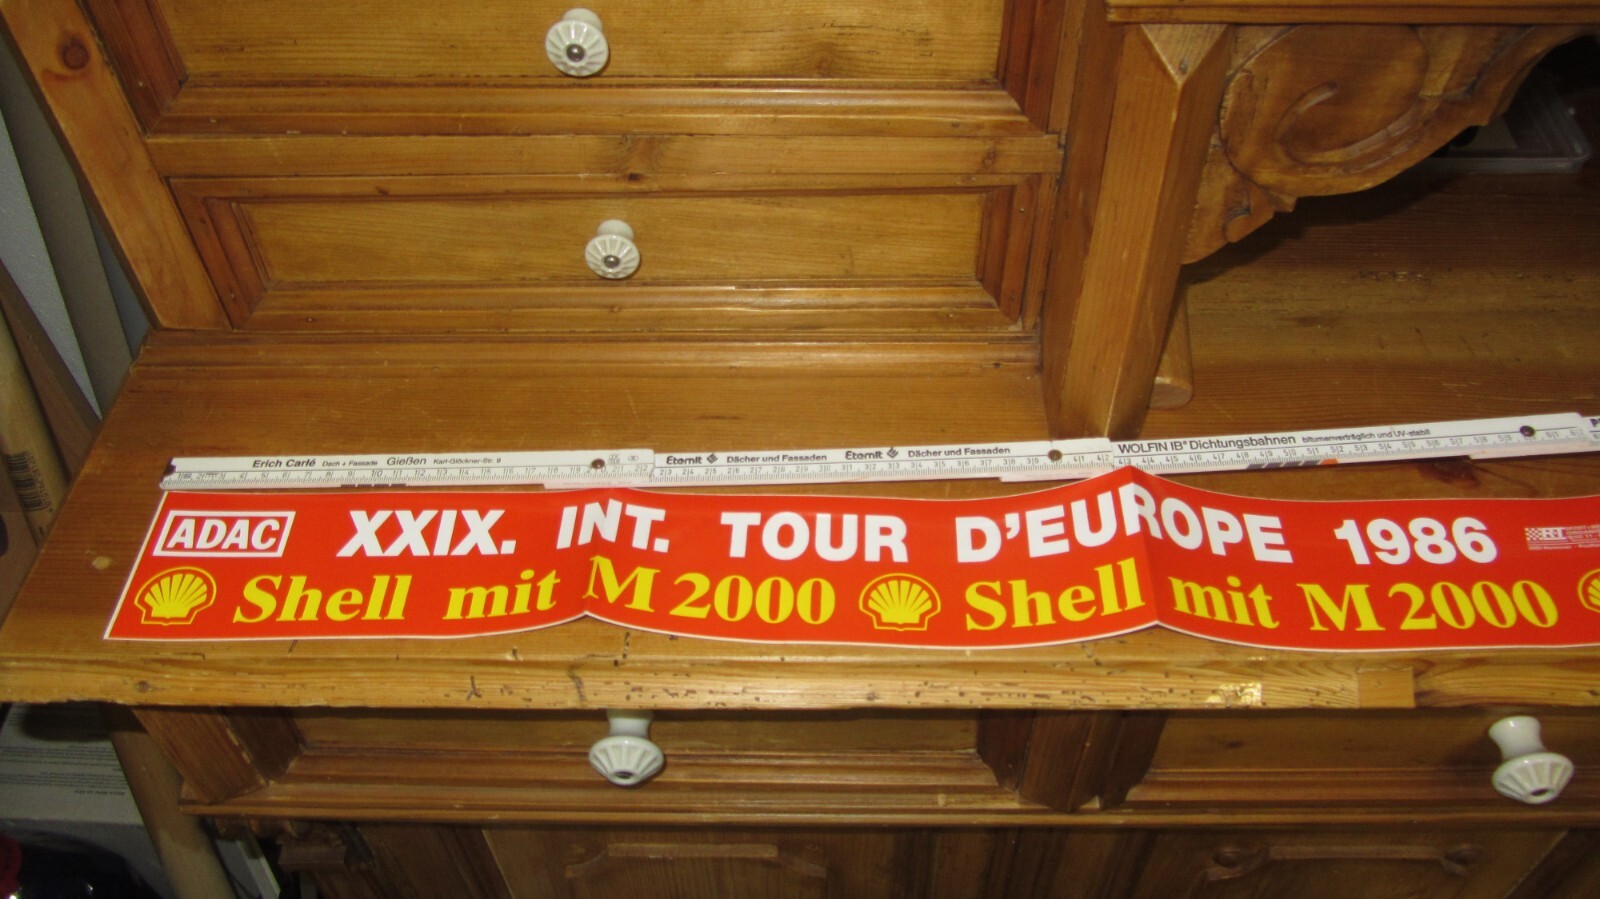 Erich Carlé Dach + Fassade Gießen Karl-Glöckner-Str. 9
Eternit Dächer und Fassaden Eternit Dächer und Fassaden
WOLFIN IB® Dichtungsbahnen bitumenverträglich und UV-stabil
ADAC XXIX. INT. TOUR D'EUROPE 1986
Shell mit M 2000 Shell mit M 2000